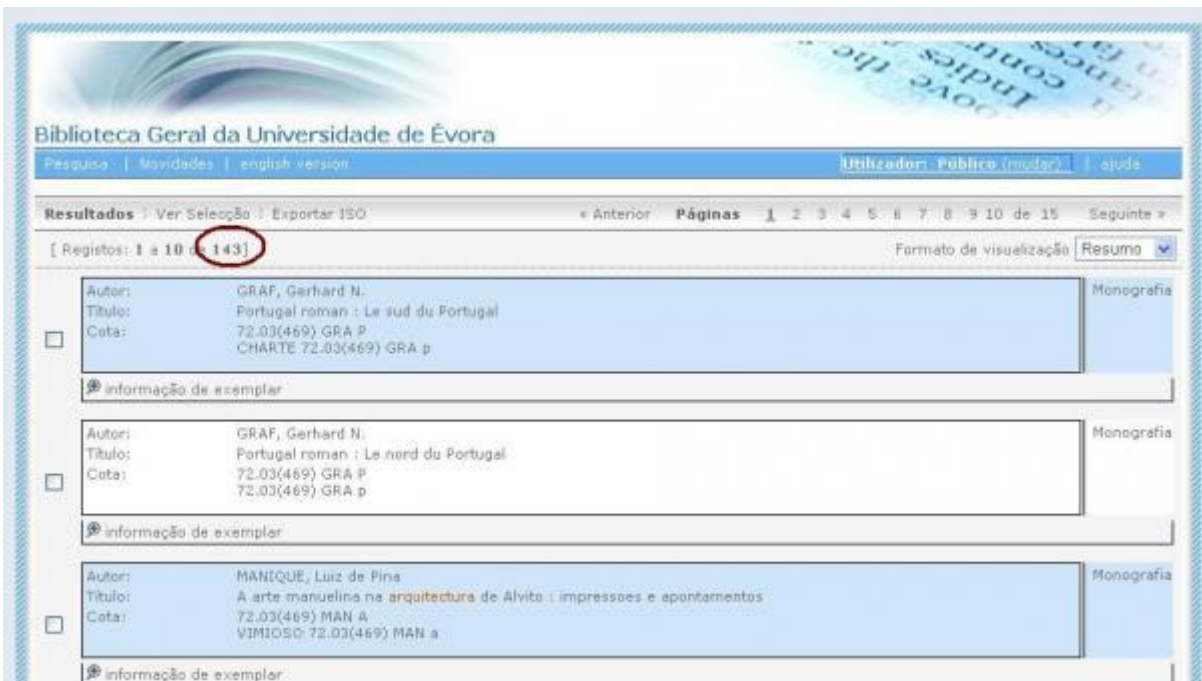 Indices
connec
Biblioteca Geral da Universidade de Évora
Pesquisa | Novidades | english version Utilizador: Público (mudar) | ajuda
Resultados | Ver Selecção | Exportar ISO « Anterior Páginas 1 2 3 4 5 6 7 8 9 10 de 15 Seguinte »
[ Registos: 1 a 10 de 143] Formato de visualização Resumo
Autor: GRAF, Gerhard N. Monografia
Título: Portugal roman : Le sud du Portugal
Cota: 72.03(469) GRA P
CHARTE 72.03(469) GRA p
informação de exemplar
Autor: GRAF, Gerhard N. Monografia
Título: Portugal roman : Le nord du Portugal
Cota: 72.03(469) GRA P
72.03(469) GRA p
informação de exemplar
Autor: MANIQUE, Luiz de Pina Monografia
Título: A arte manuelina na arquitectura de Alvito : impressoes e apontamentos
Cota: 72.03(469) MAN A
VIMIOSO 72.03(469) MAN a
informação de exemplar